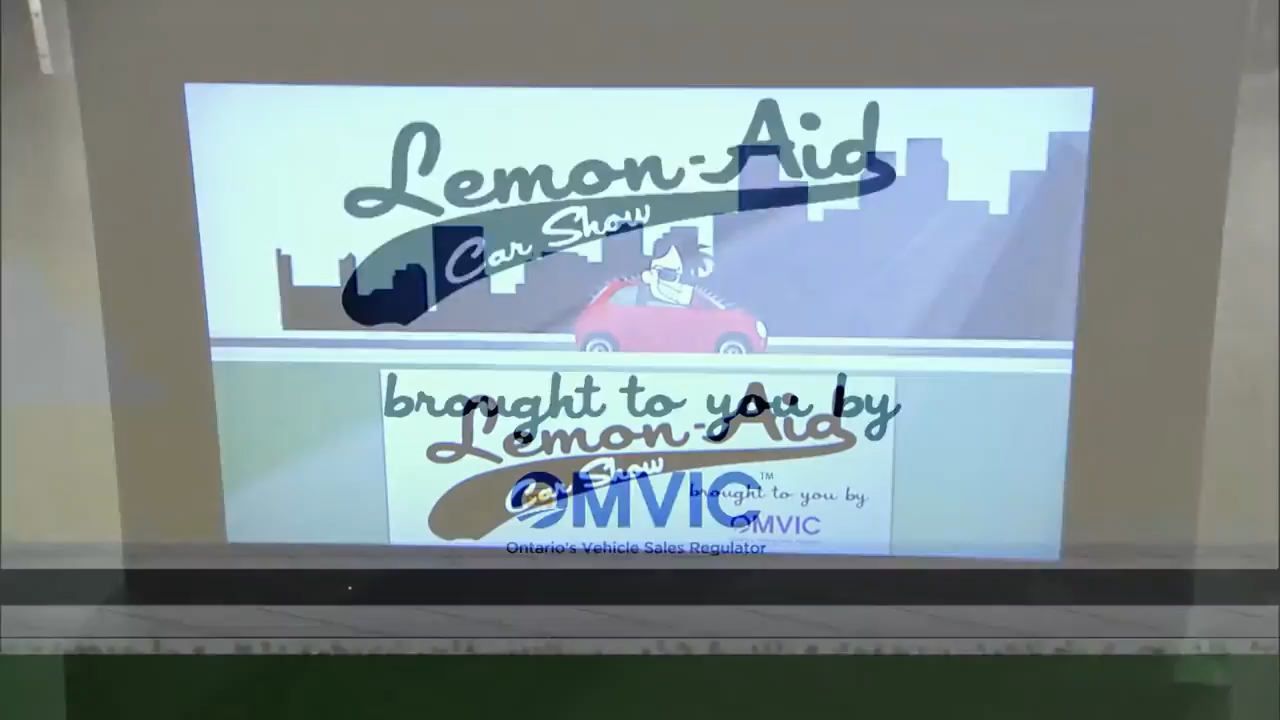 Lemon-Aid
Car Show
brought to you by
Lemon-Aid
Car Show
OMVIC™
Ontario's Vehicle Sales Regulator
brought to you by
OMVIC